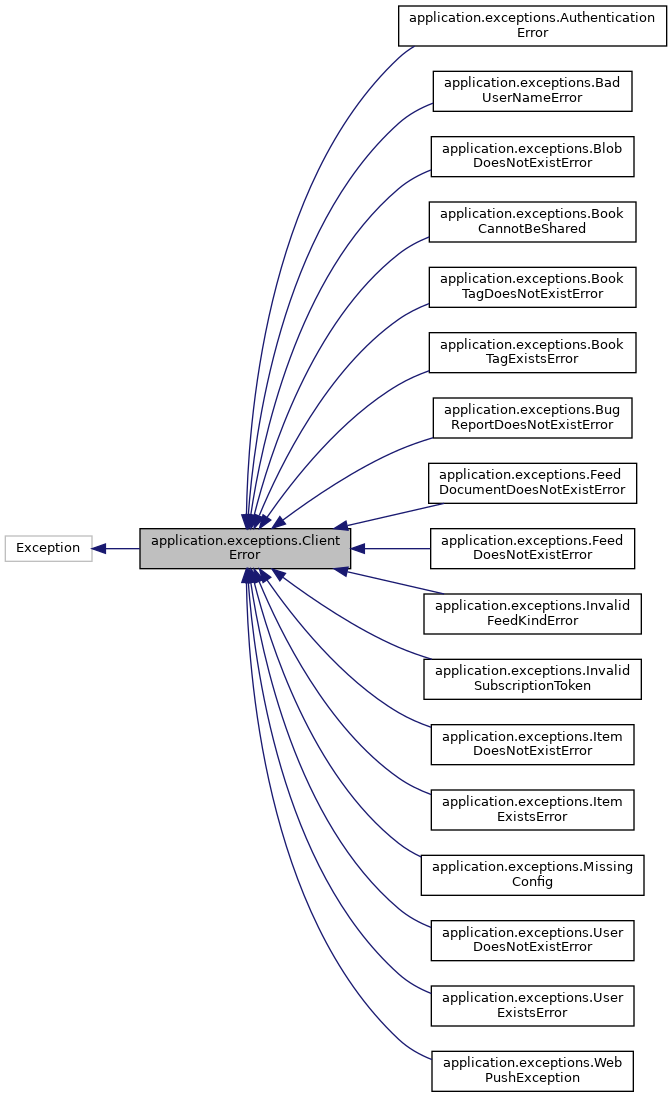 application.exceptions.Authentication
Error
application.exceptions.Bad
UserNameError
application.exceptions.Blob
DoesNotExistError
application.exceptions.Book
CannotBeShared
application.exceptions.Book
TagDoesNotExistError
application.exceptions.Book
TagExistsError
application.exceptions.Bug
ReportDoesNotExistError
application.exceptions.Feed
DocumentDoesNotExistError
Exception
application.exceptions.Client
Error
application.exceptions.Feed
DoesNotExistError
application.exceptions.Invalid
FeedKindError
application.exceptions.Invalid
SubscriptionToken
application.exceptions.Item
DoesNotExistError
application.exceptions.Item
ExistsError
application.exceptions.Missing
Config
application.exceptions.User
DoesNotExistError
application.exceptions.User
ExistsError
application.exceptions.Web
PushException